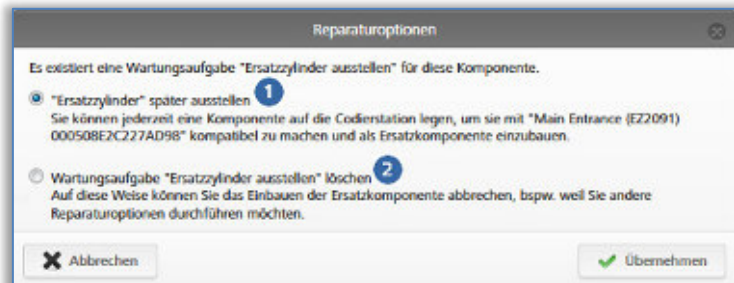 Reparaturoptionen
Es existiert eine Wartungsaufgabe "Ersatzzylinder ausstellen" für diese Komponente.
"Ersatzzylinder" später ausstellen 1
Sie können jederzeit eine Komponente auf die Codierstation legen, um sie mit "Main Entrance (EZ2091)
000508E2C227AD98" kompatibel zu machen und als Ersatzkomponente einzubauen.
Wartungsaufgabe "Ersatzzylinder ausstellen" löschen 2
Auf diese Weise können Sie das Einbauen der Ersatzkomponente abbrechen, bspw. weil Sie andere
Reparaturoptionen durchführen möchten.
Abbrechen Übernehmen